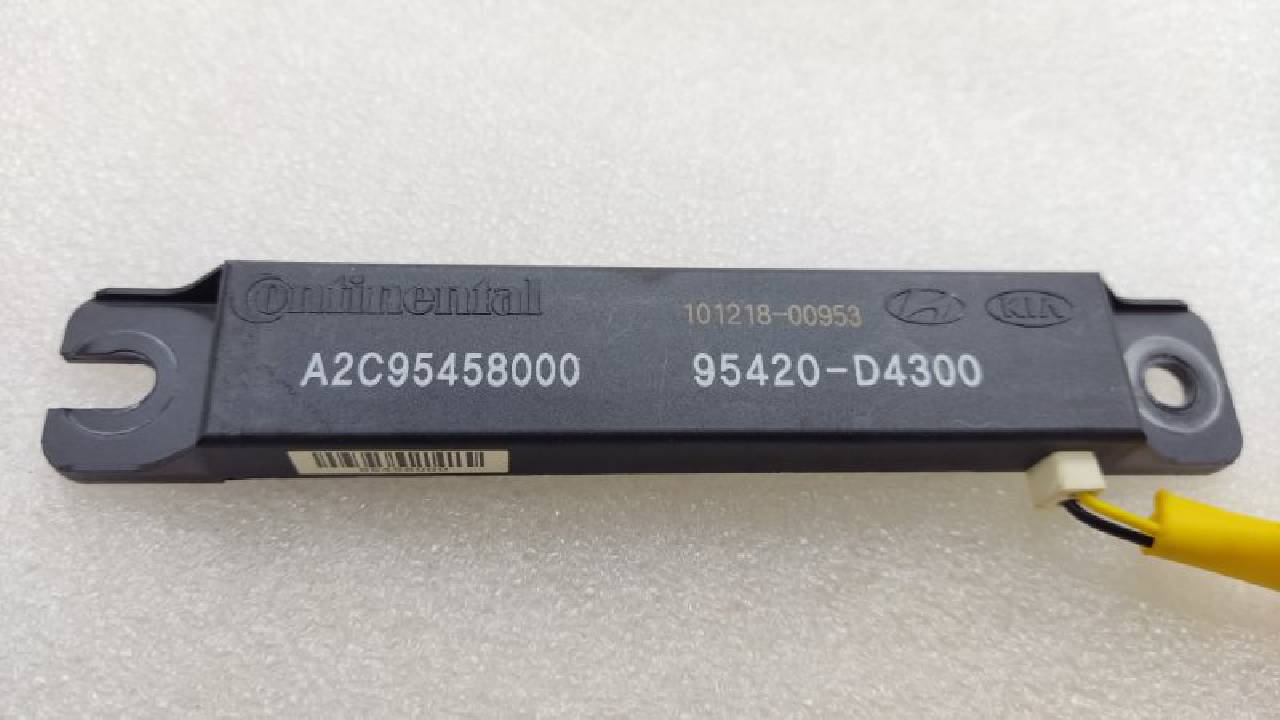 Continental
101218-00953
KIA
A2C95458000
95420-D4300